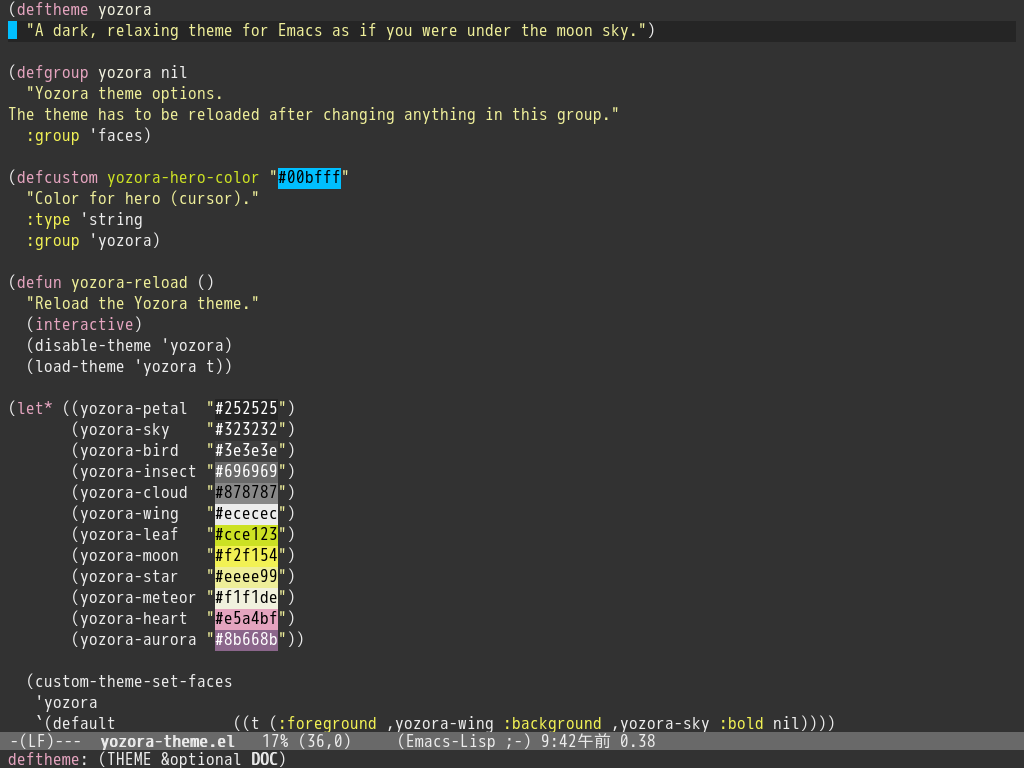 (deftheme yozora
  "A dark, relaxing theme for Emacs as if you were under the moon sky.")

(defgroup yozora nil
  "Yozora theme options.
The theme has to be reloaded after changing anything in this group."
  :group 'faces)

(defcustom yozora-hero-color "#00bfff"
  "Color for hero (cursor)."
  :type 'string
  :group 'yozora)

(defun yozora-reload ()
  "Reload the Yozora theme."
  (interactive)
  (disable-theme 'yozora)
  (load-theme 'yozora t))

(let* ((yozora-petal  "#252525")
       (yozora-sky    "#323232")
       (yozora-bird   "#3e3e3e")
       (yozora-insect "#696969")
       (yozora-cloud  "#878787")
       (yozora-wing   "#ececec")
       (yozora-leaf   "#cce123")
       (yozora-moon   "#f2f154")
       (yozora-star   "#eeee99")
       (yozora-meteor "#f1f1de")
       (yozora-heart  "#e5a4bf")
       (yozora-aurora "#8b668b"))

  (custom-theme-set-faces
   'yozora
   `(default             ((t (:foreground ,yozora-wing :background ,yozora-sky :bold nil))))
-(LF)---  yozora-theme.el   17% (36,0)     (Emacs-Lisp ;-) 9:42午前 0.38
deftheme: (THEME &optional DOC)